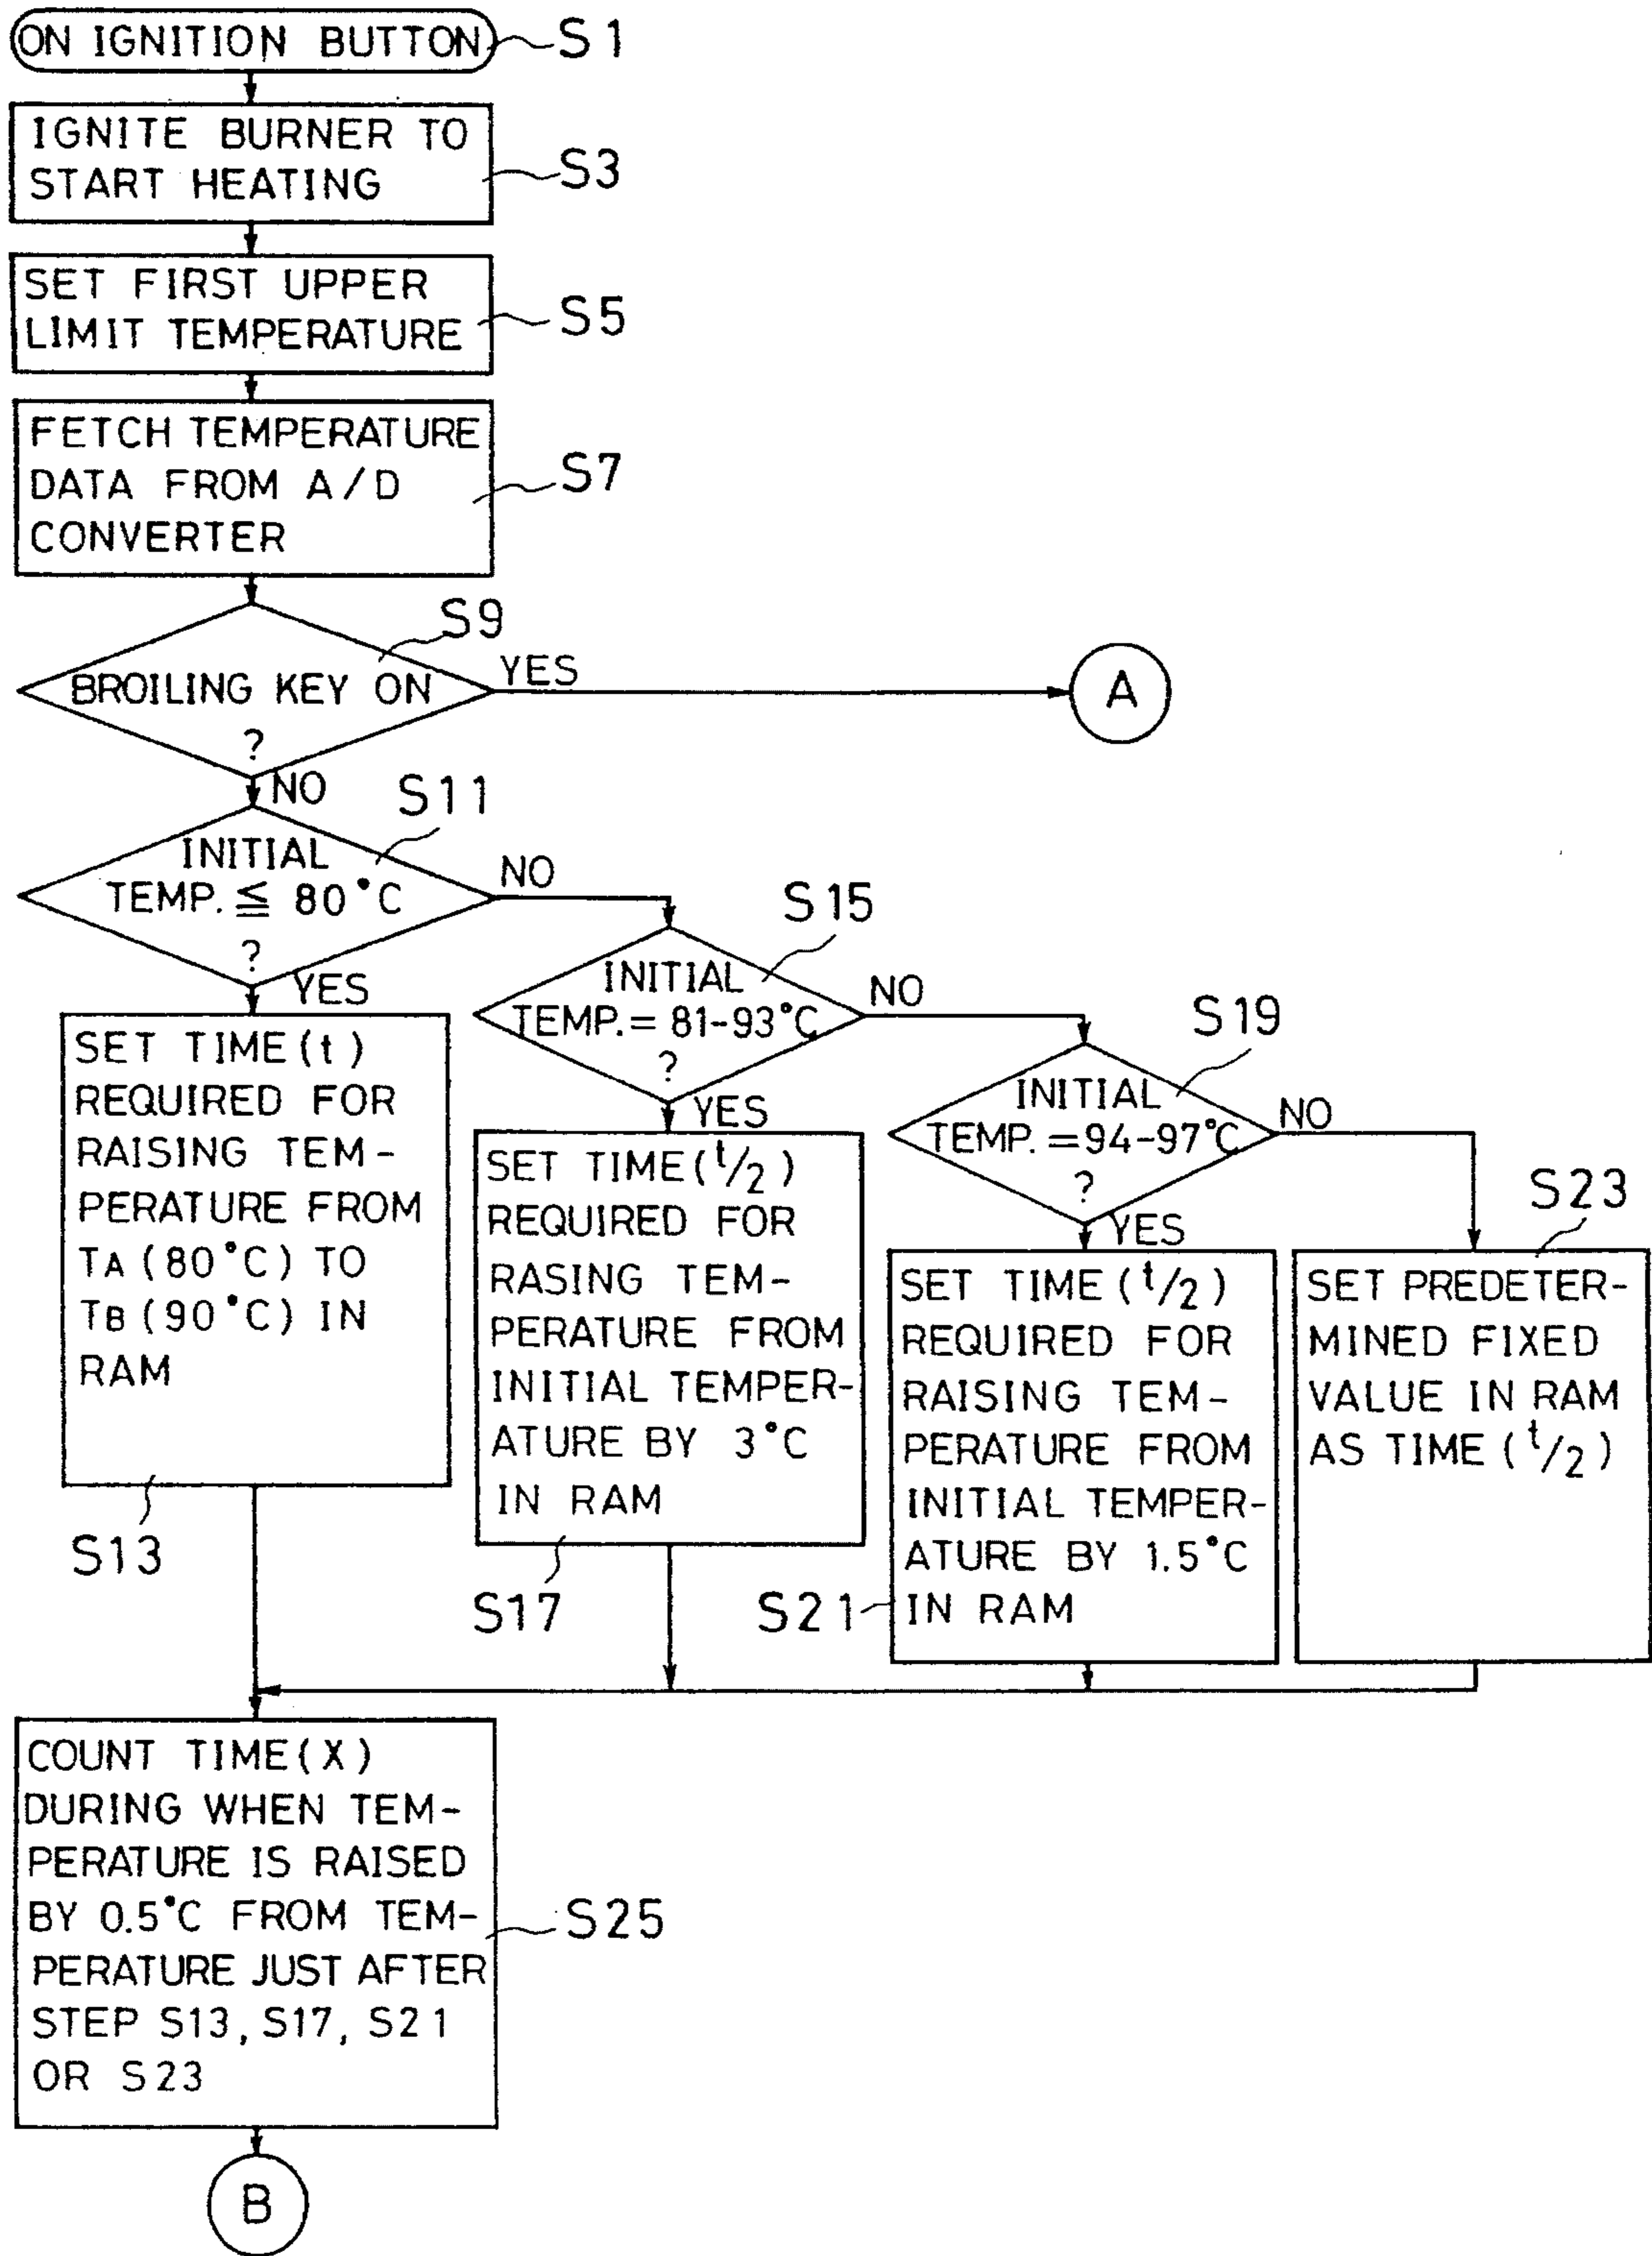 ON IGNITION BUTTON
S1
IGNITE BURNER TO
START HEATING
S3
SET FIRST UPPER
LIMIT TEMPERATURE
S5
FETCH TEMPERATURE
DATA FROM A/D
CONVERTER
S7
S9
BROILING KEY ON
?
YES
A
NO
S11
INITIAL
TEMP. ≦ 80°C
?
NO
YES
S15
INITIAL
TEMP. = 81-93°C
?
NO
YES
S19
INITIAL
TEMP. = 94-97°C
?
NO
YES
SET TIME (t)
REQUIRED FOR
RAISING TEM-
PERATURE FROM
TA (80°C) TO
TB (90°C) IN
RAM
S13
SET TIME (t/2)
REQUIRED FOR
RASING TEM-
PERATURE FROM
INITIAL TEMPER-
ATURE BY 3°C
IN RAM
S17
SET TIME (t/2)
REQUIRED FOR
RAISING TEM-
PERATURE FROM
INITIAL TEMPER-
ATURE BY 1.5°C
IN RAM
S21
S23
SET PREDETER-
MINED FIXED
VALUE IN RAM
AS TIME (t/2)
COUNT TIME (X)
DURING WHEN TEM-
PERATURE IS RAISED
BY 0.5°C FROM TEM-
PERATURE JUST AFTER
STEP S13, S17, S21
OR S23
S25
B